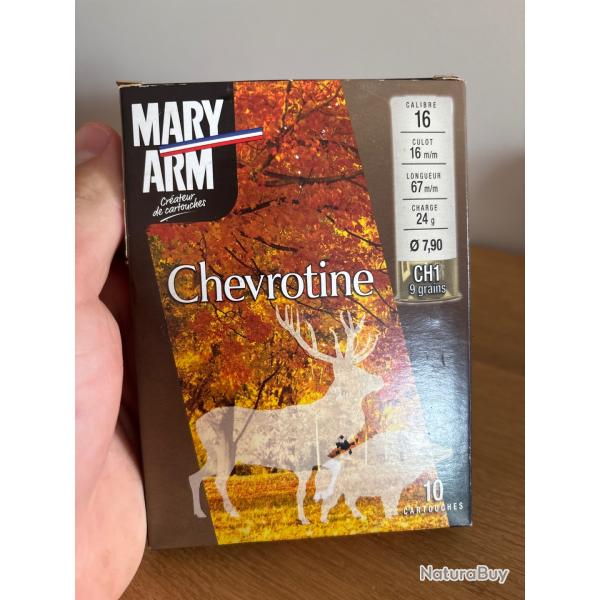 MARY
ARM
Créateur
de cartouches
CALIBRE
16
CULOT
16 m/m
LONGUEUR
67 m/m
CHARGE
24 g
Ø 7,90
CH1
9 grains
Chevrotine
10
CARTOUCHES
NaturaBuy